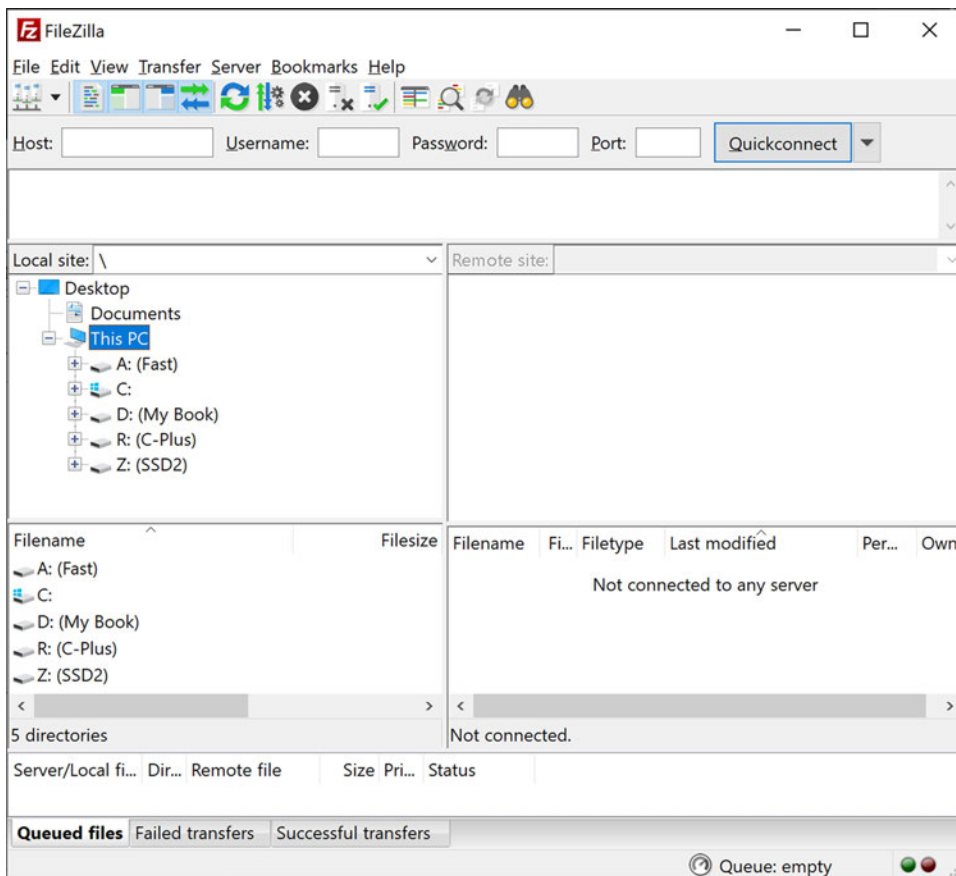 FileZilla
File Edit View Transfer Server Bookmarks Help
Host: Username: Password: Port: Quickconnect
Local site: \ Remote site:
Desktop
Documents
This PC
A: (Fast)
C:
D: (My Book)
R: (C-Plus)
Z: (SSD2)
Filename Filesize
A: (Fast)
C:
D: (My Book)
R: (C-Plus)
Z: (SSD2)
5 directories
Filename Fi... Filetype Last modified Per... Own
Not connected to any server
Not connected.
Server/Local fi... Dir... Remote file Size Pri... Status
Queued files Failed transfers Successful transfers
Queue: empty